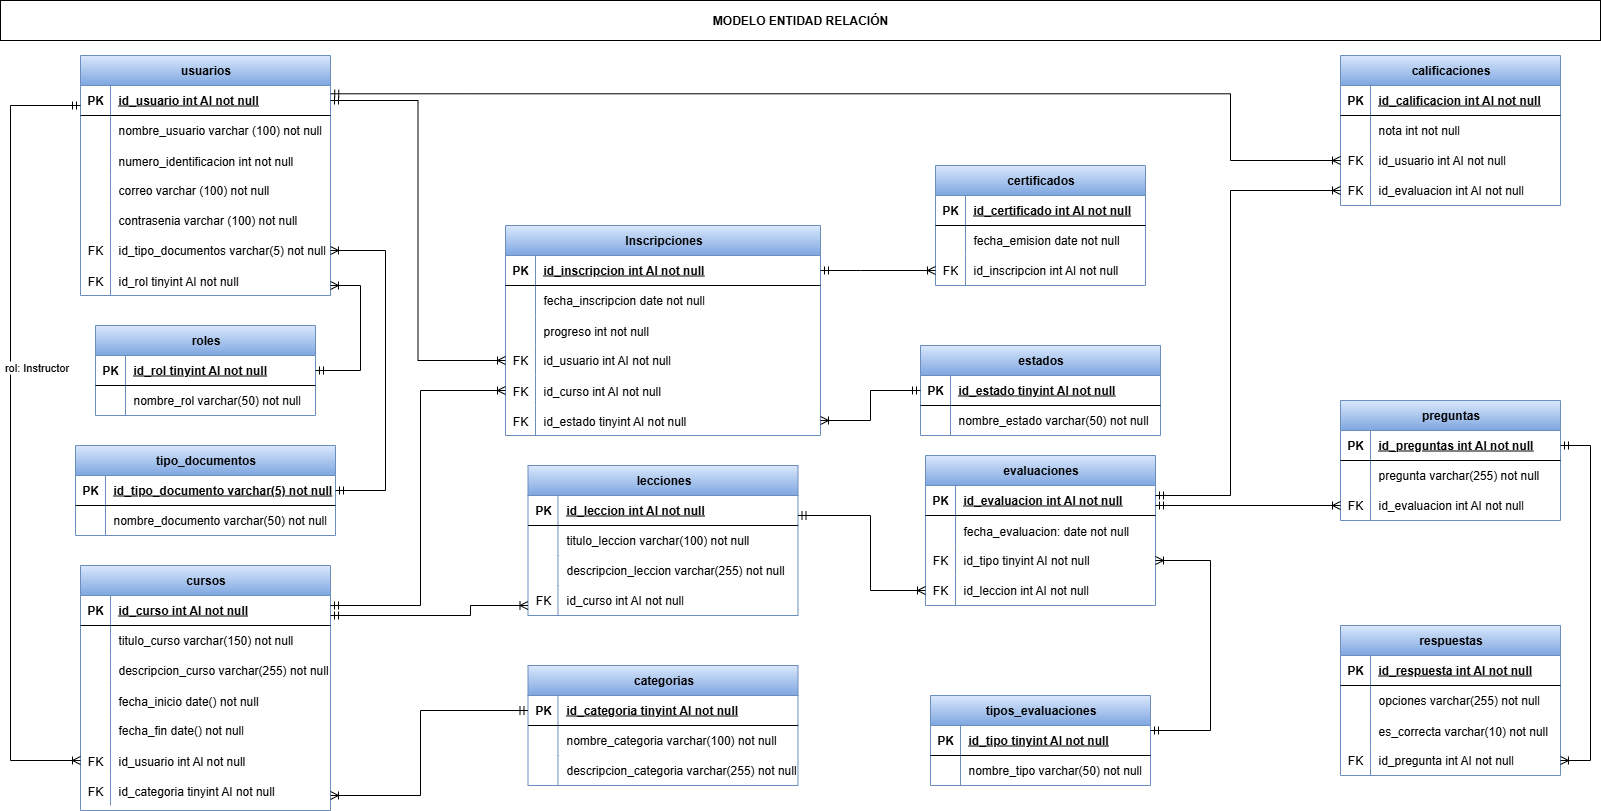 MODELO ENTIDAD RELACIÓN
usuarios
PK id_usuario int AI not null
nombre_usuario varchar (100) not null
numero_identificacion int not null
correo varchar (100) not null
contrasenia varchar (100) not null
FK id_tipo_documentos varchar(5) not null
FK id_rol tinyint AI not null
rol: Instructor
roles
PK id_rol tinyint AI not null
nombre_rol varchar(50) not null
tipo_documentos
PK id_tipo_documento varchar(5) not null
nombre_documento varchar(50) not null
cursos
PK id_curso int AI not null
titulo_curso varchar(150) not null
descripcion_curso varchar(255) not null
fecha_inicio date() not null
fecha_fin date() not null
FK id_usuario int AI not null
FK id_categoria tinyint AI not null
Inscripciones
PK id_inscripcion int AI not null
fecha_inscripcion date not null
progreso int not null
FK id_usuario int AI not null
FK id_curso int AI not null
FK id_estado tinyint AI not null
lecciones
PK id_leccion int AI not null
titulo_leccion varchar(100) not null
descripcion_leccion varchar(255) not null
FK id_curso int AI not null
categorias
PK id_categoria tinyint AI not null
nombre_categoria varchar(100) not null
descripcion_categoria varchar(255) not null
certificados
PK id_certificado int AI not null
fecha_emision date not null
FK id_inscripcion int AI not null
estados
PK id_estado tinyint AI not null
nombre_estado varchar(50) not null
evaluaciones
PK id_evaluacion int AI not null
fecha_evaluacion: date not null
FK id_tipo tinyint AI not null
FK id_leccion int AI not null
tipos_evaluaciones
PK id_tipo tinyint AI not null
nombre_tipo varchar(50) not null
calificaciones
PK id_calificacion int AI not null
nota int not null
FK id_usuario int AI not null
FK id_evaluacion int AI not null
preguntas
PK id_preguntas int AI not null
pregunta varchar(255) not null
FK id_evaluacion int AI not null
respuestas
PK id_respuesta int AI not null
opciones varchar(255) not null
es_correcta varchar(10) not null
FK id_pregunta int AI not null